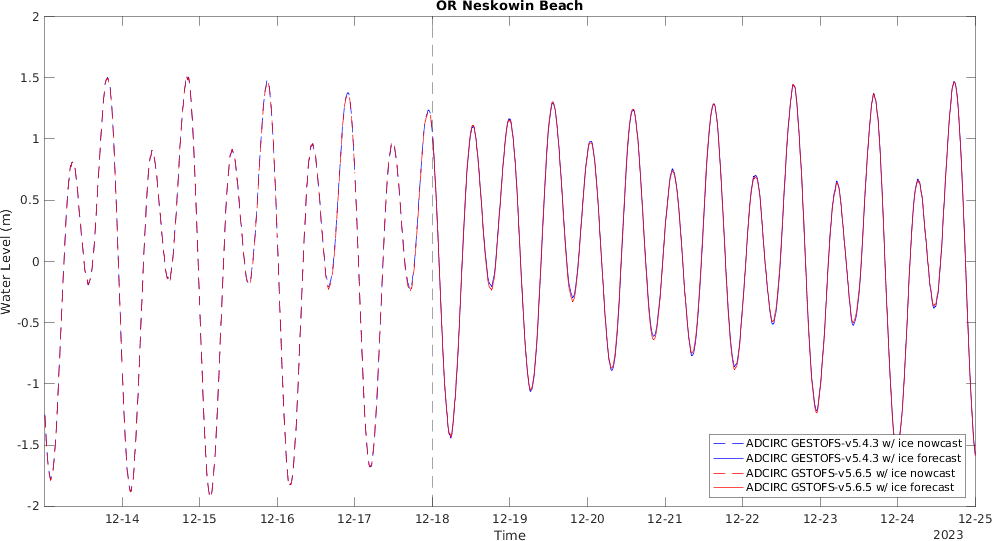 OR Neskowin Beach
2
1.5
1
0.5
0
-0.5
-1
-1.5
-2
Water Level (m)
ADCIRC GESTOFS-v5.4.3 w/ ice nowcast
ADCIRC GESTOFS-v5.4.3 w/ ice forecast
ADCIRC GSTOFS-v5.6.5 w/ ice nowcast
ADCIRC GSTOFS-v5.6.5 w/ ice forecast
12-14 12-15 12-16 12-17 12-18 12-19 12-20 12-21 12-22 12-23 12-24 12-25
Time
2023